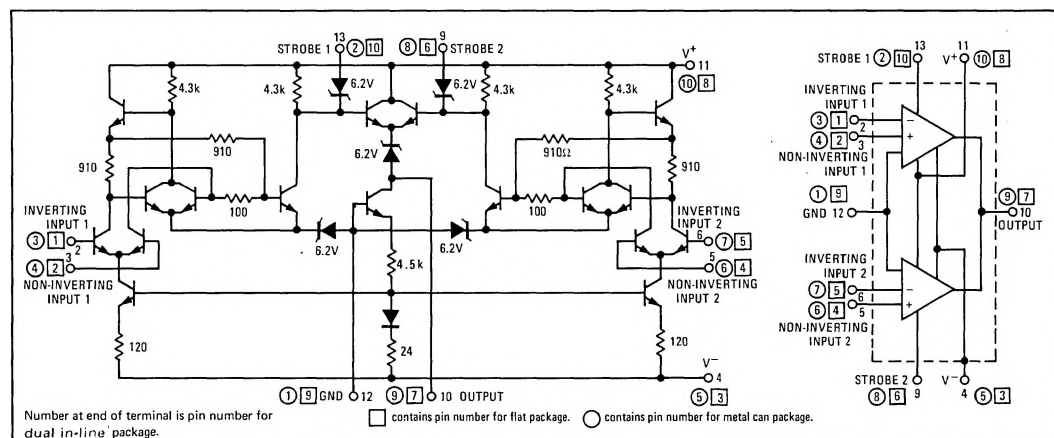 13 ② 10
STROBE 1
⑧ 6 9
STROBE 2
V+
11
⑩ 8
4.3k
4.3k
6.2V
6.2V
4.3k
4.3k
910
910
6.2V
910Ω
910
100
100
INVERTING
INPUT 1
③ 1 2
④ 2 3
NON-INVERTING
INPUT 1
6.2V
6.2V
INVERTING
INPUT 2
6 ⑦ 5
5 ⑥ 4
NON-INVERTING
INPUT 2
4.5k
120
24
120
V-
4
⑤ 3
① 9 GND 12
⑨ 7 10 OUTPUT
Number at end of terminal is pin number for
dual in-line package.
□ contains pin number for flat package.
○ contains pin number for metal can package.
13
STROBE 1 ② 10
11
V+ ⑩ 8
INVERTING
INPUT 1
③ 1 2 −
④ 2 3 +
NON-INVERTING
INPUT 1
① 9
GND 12
⑨ 7
10
OUTPUT
INVERTING
INPUT 2
⑦ 5 6 −
⑥ 4 5 +
NON-INVERTING
INPUT 2
STROBE 2
⑧ 6 9
V-
4 ⑤ 3